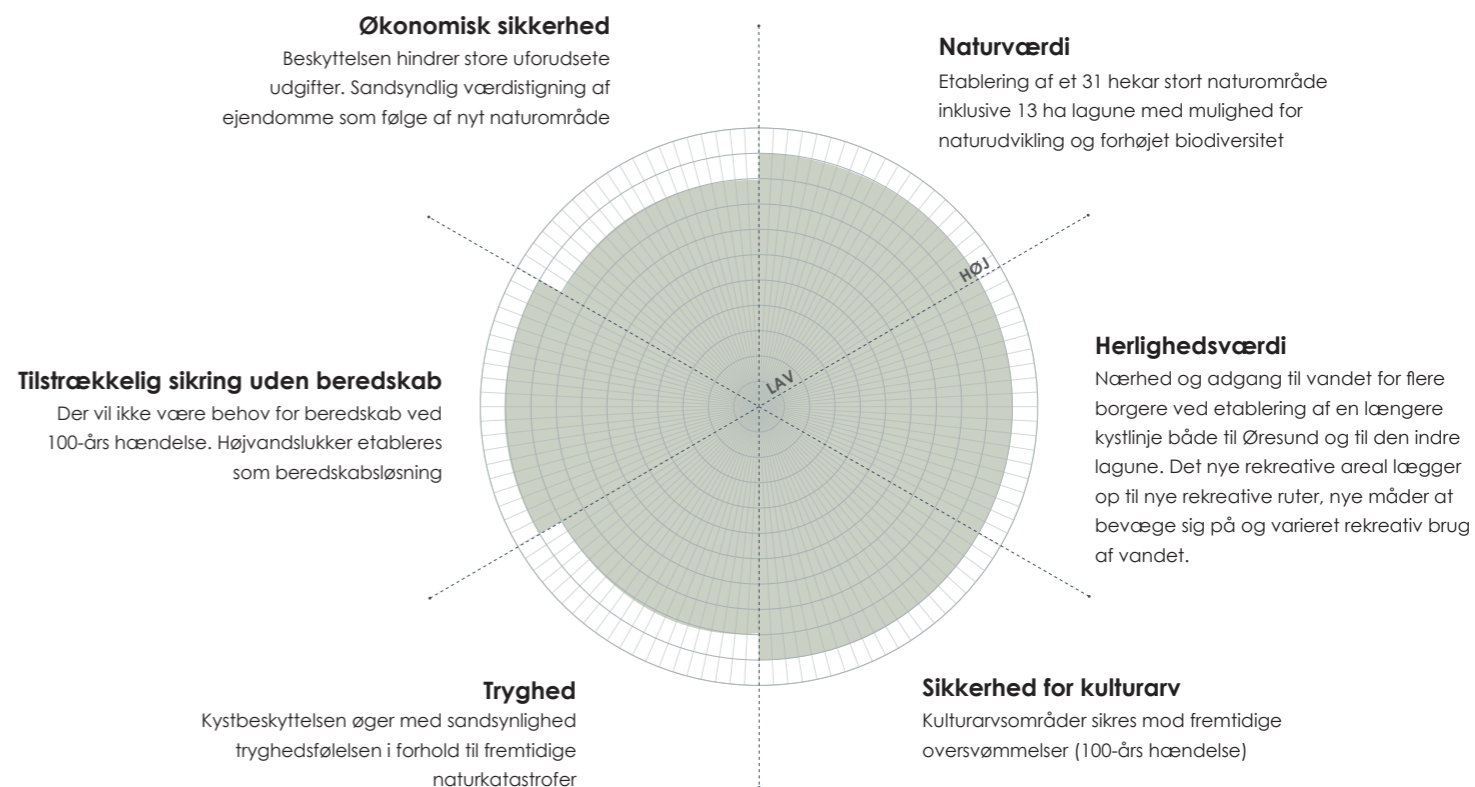 Økonomisk sikkerhed
Beskyttelsen hindrer store uforudsete
udgifter. Sandsyndlig værdistigning af
ejendomme som følge af nyt naturområde
Naturværdi
Etablering af et 31 hekar stort naturområde
inklusive 13 ha lagune med mulighed for
naturudvikling og forhøjet biodiversitet
HØJ
LAV
Tilstrækkelig sikring uden beredskab
Der vil ikke være behov for beredskab ved
100-års hændelse. Højvandslukker etableres
som beredskabsløsning
Herlighedsværdi
Nærhed og adgang til vandet for flere
borgere ved etablering af en længere
kystlinje både til Øresund og til den indre
lagune. Det nye rekreative areal lægger
op til nye rekreative ruter, nye måder at
bevæge sig på og varieret rekreativ brug
af vandet.
Tryghed
Kystbeskyttelsen øger med sandsynlighed
tryghedsfølelsen i forhold til fremtidige
naturkatastrofer
Sikkerhed for kulturarv
Kulturarvsområder sikres mod fremtidige
oversvømmelser (100-års hændelse)